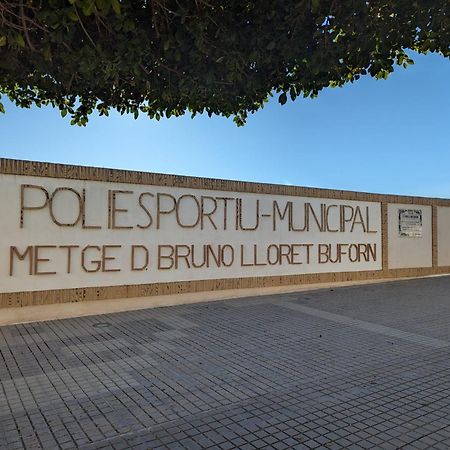 POLIESPORTIU-MUNICIPAL
METGE D. BRUNO LLORET BUFORN